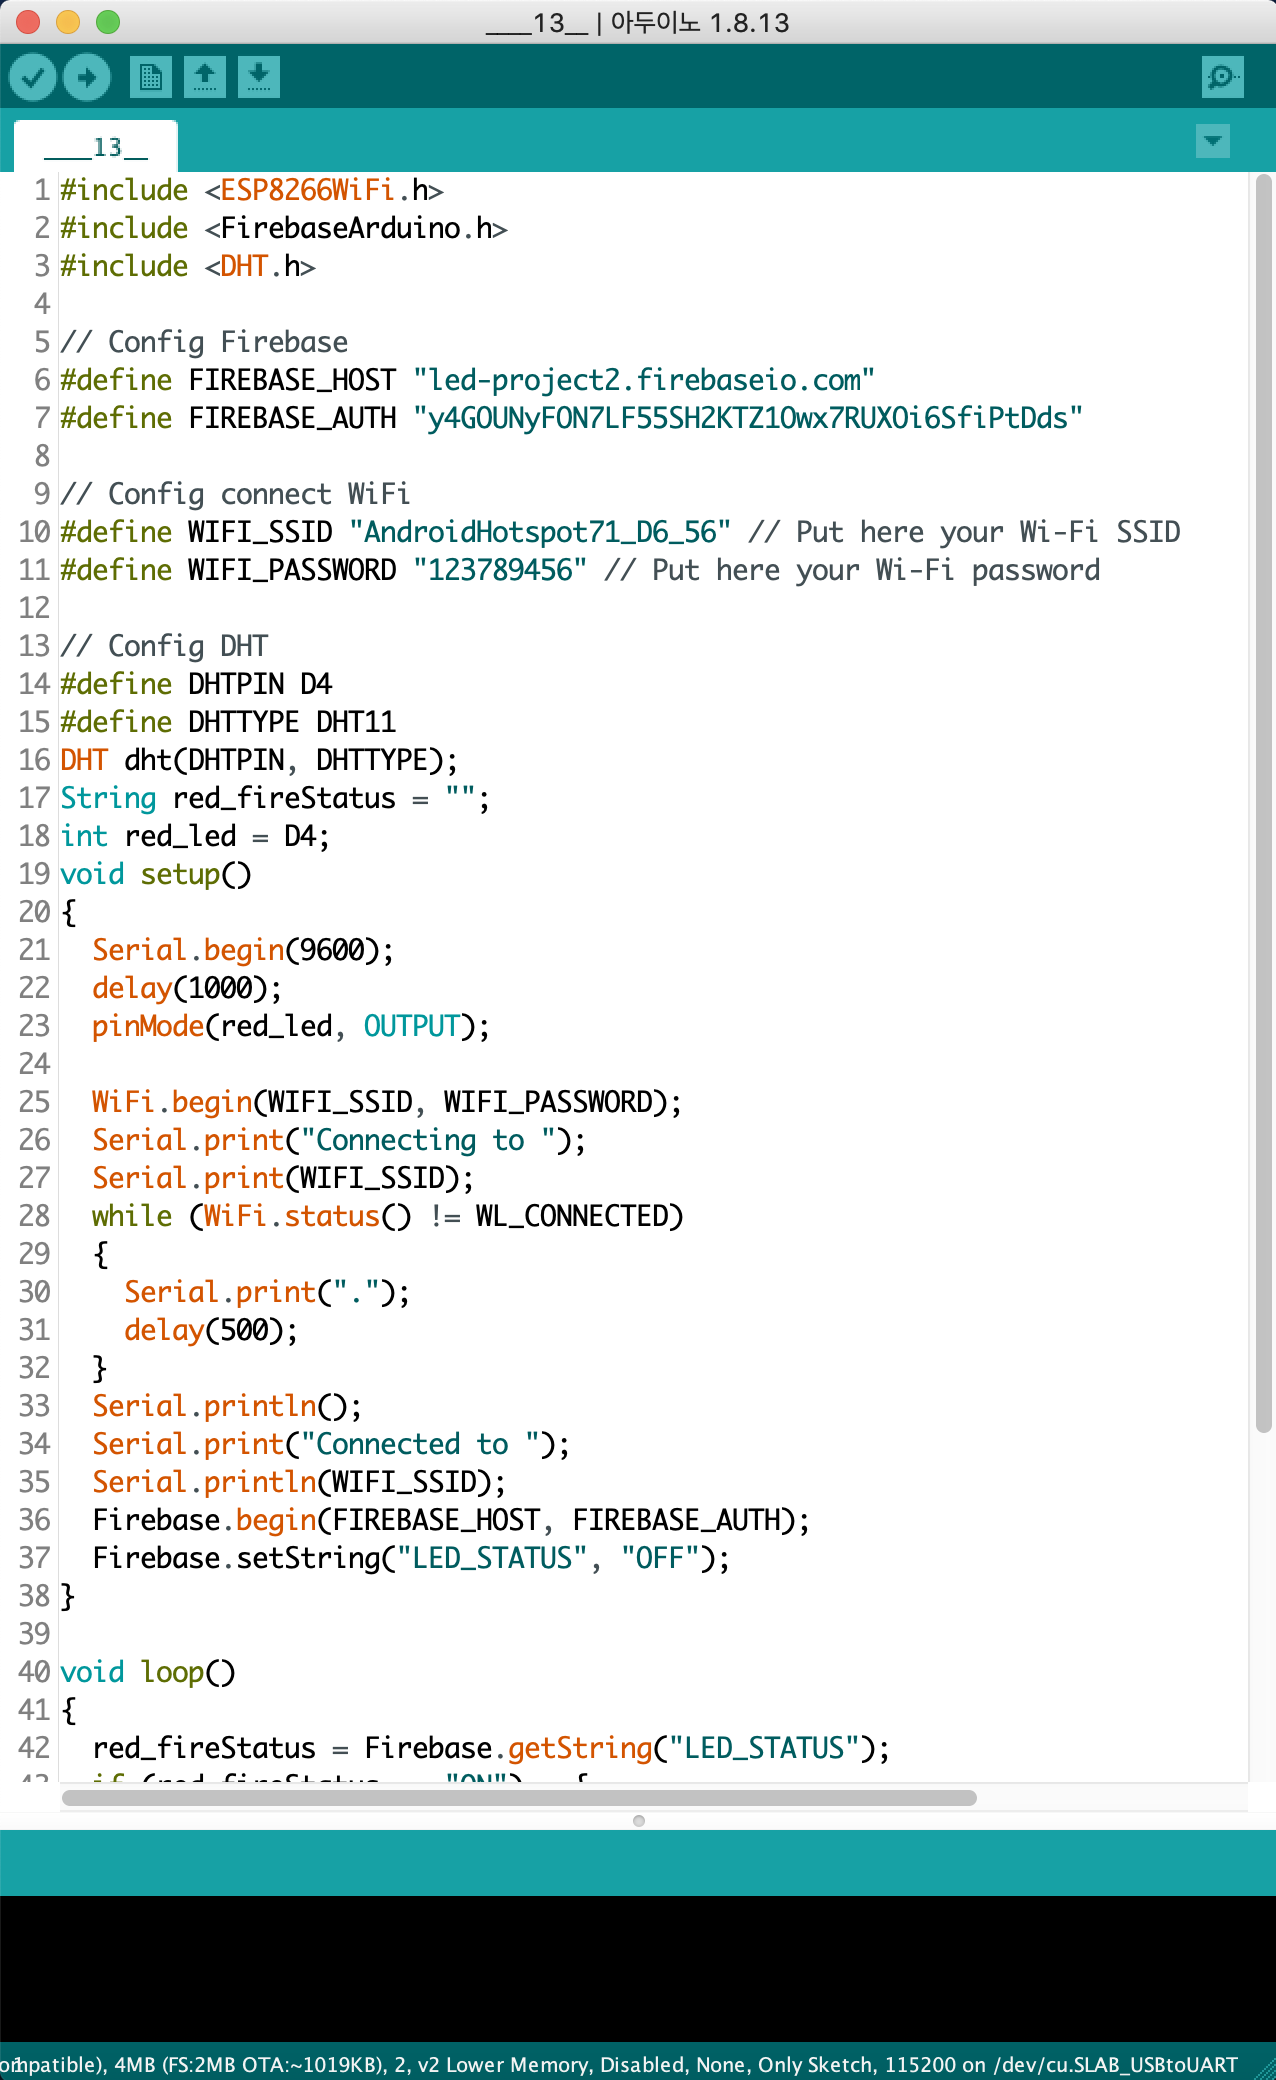 ____13__ | 아두이노 1.8.13
____13__
1 #include <ESP8266WiFi.h>
2 #include <FirebaseArduino.h>
3 #include <DHT.h>
4
5 // Config Firebase
6 #define FIREBASE_HOST "led-project2.firebaseio.com"
7 #define FIREBASE_AUTH "y4GOUNyFON7LF55SH2KTZ1Owx7RUXOi6SfiPtDds"
8
9 // Config connect WiFi
10 #define WIFI_SSID "AndroidHotspot71_D6_56" // Put here your Wi-Fi SSID
11 #define WIFI_PASSWORD "123789456" // Put here your Wi-Fi password
12
13 // Config DHT
14 #define DHTPIN D4
15 #define DHTTYPE DHT11
16 DHT dht(DHTPIN, DHTTYPE);
17 String red_fireStatus = "";
18 int red_led = D4;
19 void setup()
20 {
21   Serial.begin(9600);
22   delay(1000);
23   pinMode(red_led, OUTPUT);
24
25   WiFi.begin(WIFI_SSID, WIFI_PASSWORD);
26   Serial.print("Connecting to ");
27   Serial.print(WIFI_SSID);
28   while (WiFi.status() != WL_CONNECTED)
29   {
30     Serial.print(".");
31     delay(500);
32   }
33   Serial.println();
34   Serial.print("Connected to ");
35   Serial.println(WIFI_SSID);
36   Firebase.begin(FIREBASE_HOST, FIREBASE_AUTH);
37   Firebase.setString("LED_STATUS", "OFF");
38 }
39
40 void loop()
41 {
42   red_fireStatus = Firebase.getString("LED_STATUS");
43   if (red_fireStatus == "ON") {
patible), 4MB (FS:2MB OTA:~1019KB), 2, v2 Lower Memory, Disabled, None, Only Sketch, 115200 on /dev/cu.SLAB_USBtoUART